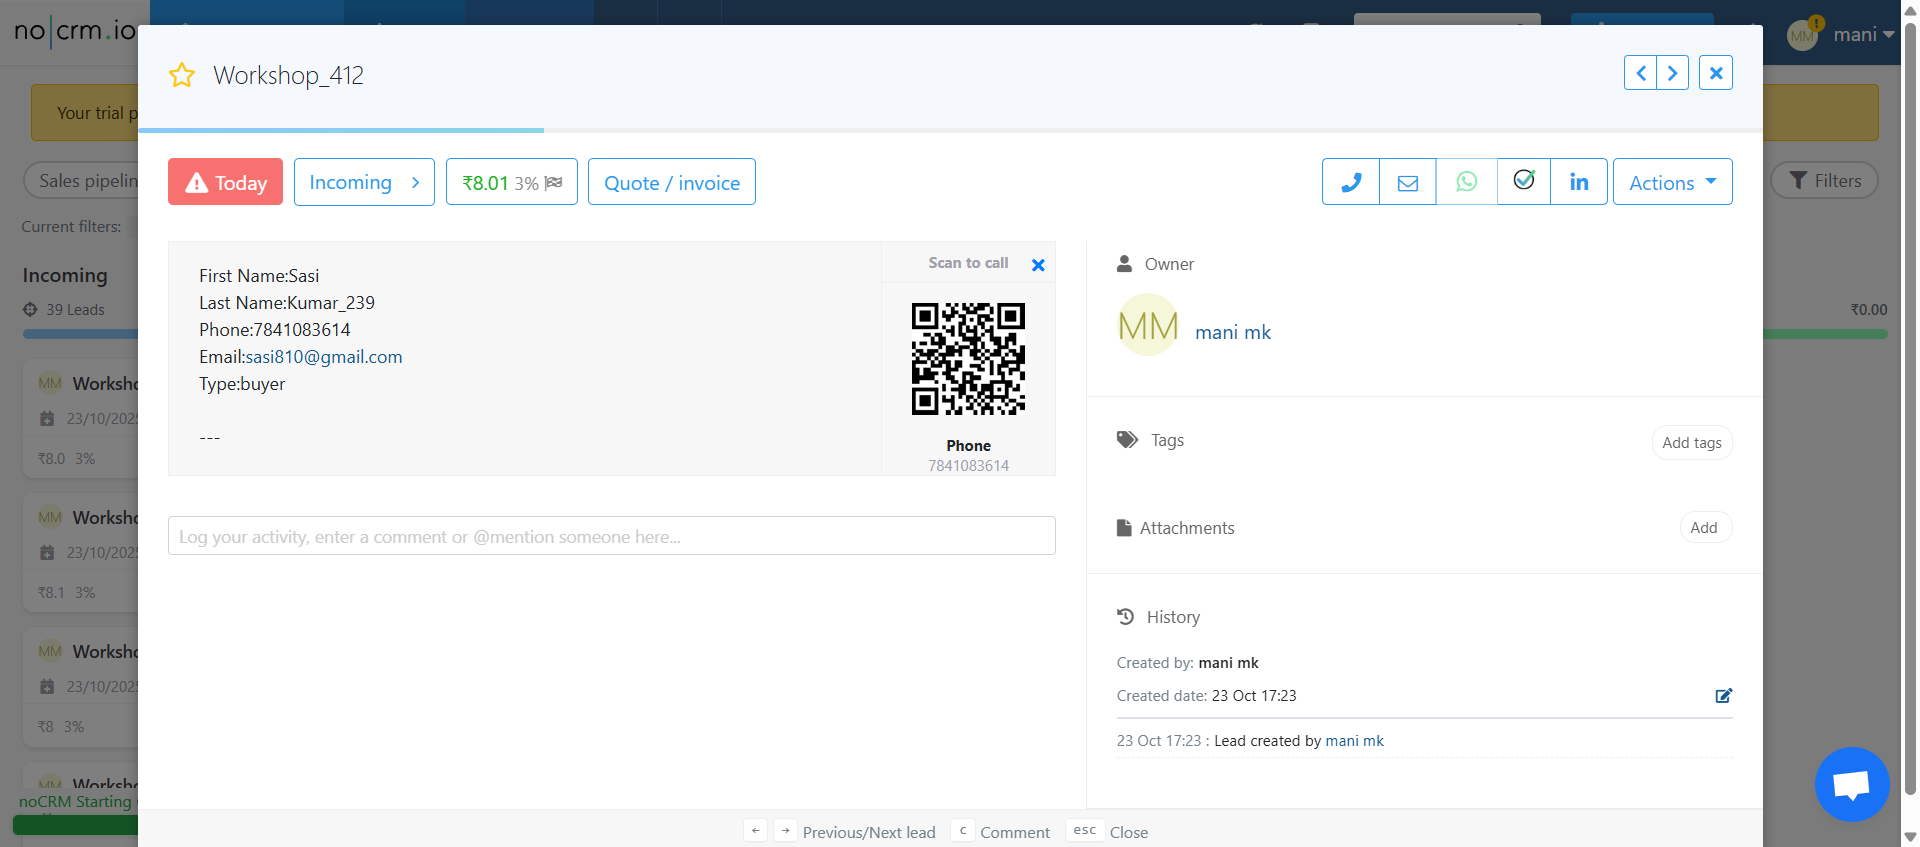 no|crm.io
mani
MM
Workshop_412
Your trial p
Today
Incoming
₹8.01 3%
Quote / invoice
Actions
Sales pipelin
Filters
Current filters:
First Name:Sasi
Last Name:Kumar_239
Phone:7841083614
Email:sasi810@gmail.com
Type:buyer
---
Scan to call
Phone
7841083614
Log your activity, enter a comment or @mention someone here...
Owner
MM
mani mk
Tags
Add tags
Attachments
Add
History
Created by: mani mk
Created date: 23 Oct 17:23
23 Oct 17:23 : Lead created by mani mk
Incoming
39 Leads
₹0.00
MM Worksho
23/10/2025
₹8.0 3%
MM Worksho
23/10/2025
₹8.1 3%
MM Worksho
23/10/2025
₹8 3%
MM Worksho
noCRM Starting
← → Previous/Next lead c Comment esc Close